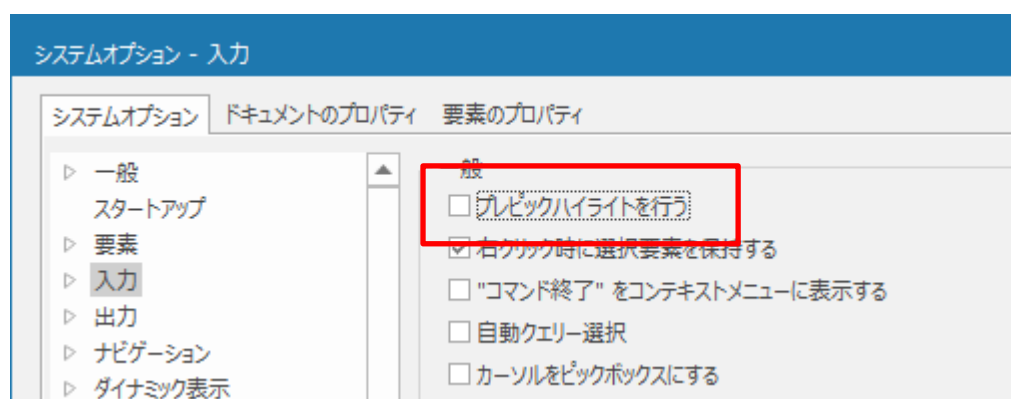 システムオプション - 入力
システムオプション ドキュメントのプロパティ 要素のプロパティ
一般
スタートアップ
要素
入力
出力
ナビゲーション
ダイナミック表示
一般
プレピックハイライトを行う
右クリック時に選択要素を保持する
"コマンド終了" をコンテキストメニューに表示する
自動クエリー選択
カーソルをピックボックスにする